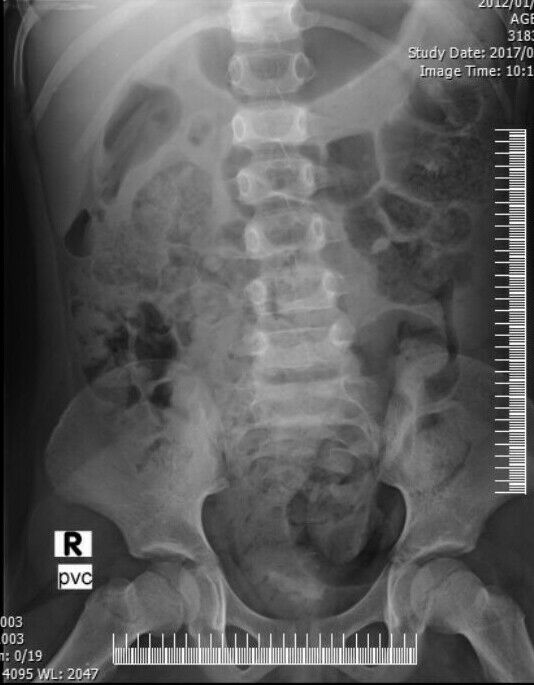 2012/01/
AGE
318
Study Date: 2017/0
Image Time: 10:1
R
pvc
003
003
n: 0/19
4095 WL: 2047